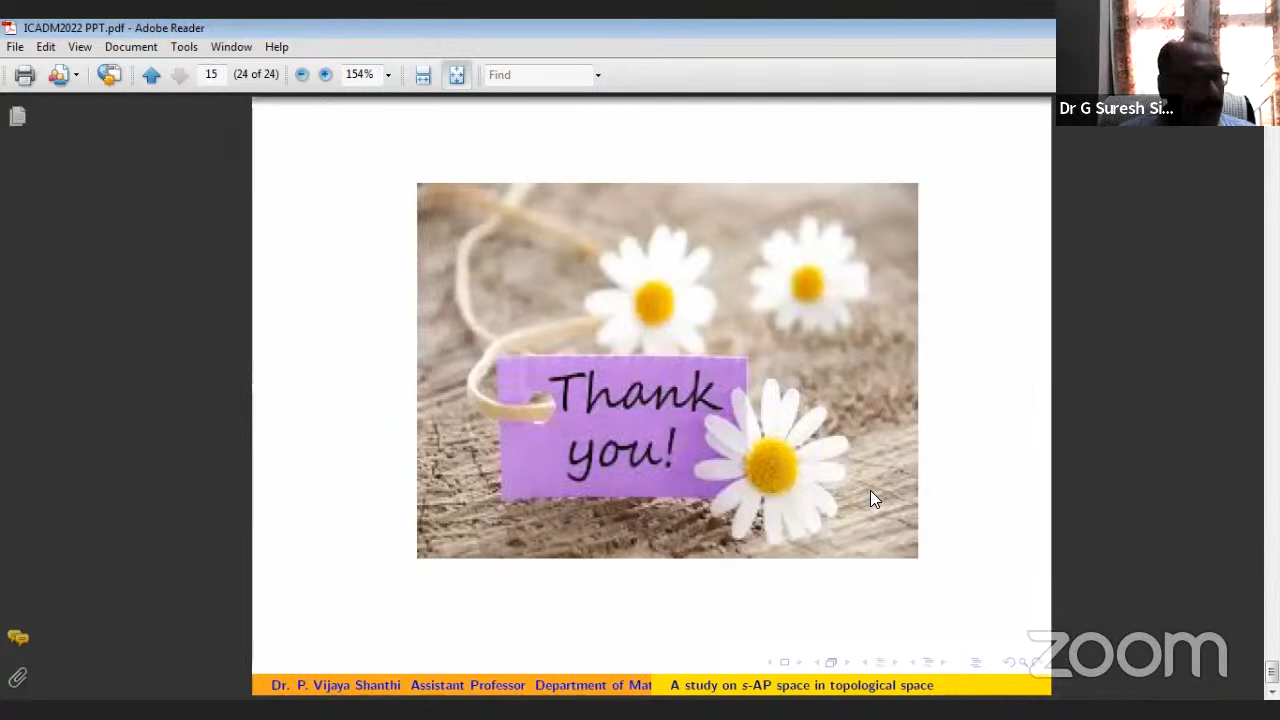 ICADM2022 PPT.pdf - Adobe Reader
File Edit View Document Tools Window Help
15 (24 of 24) 154% Find
Dr G Suresh Si...
Thank
you!
Dr. P. Vijaya Shanthi Assistant Professor Department of Mat
A study on s-AP space in topological space
zoom